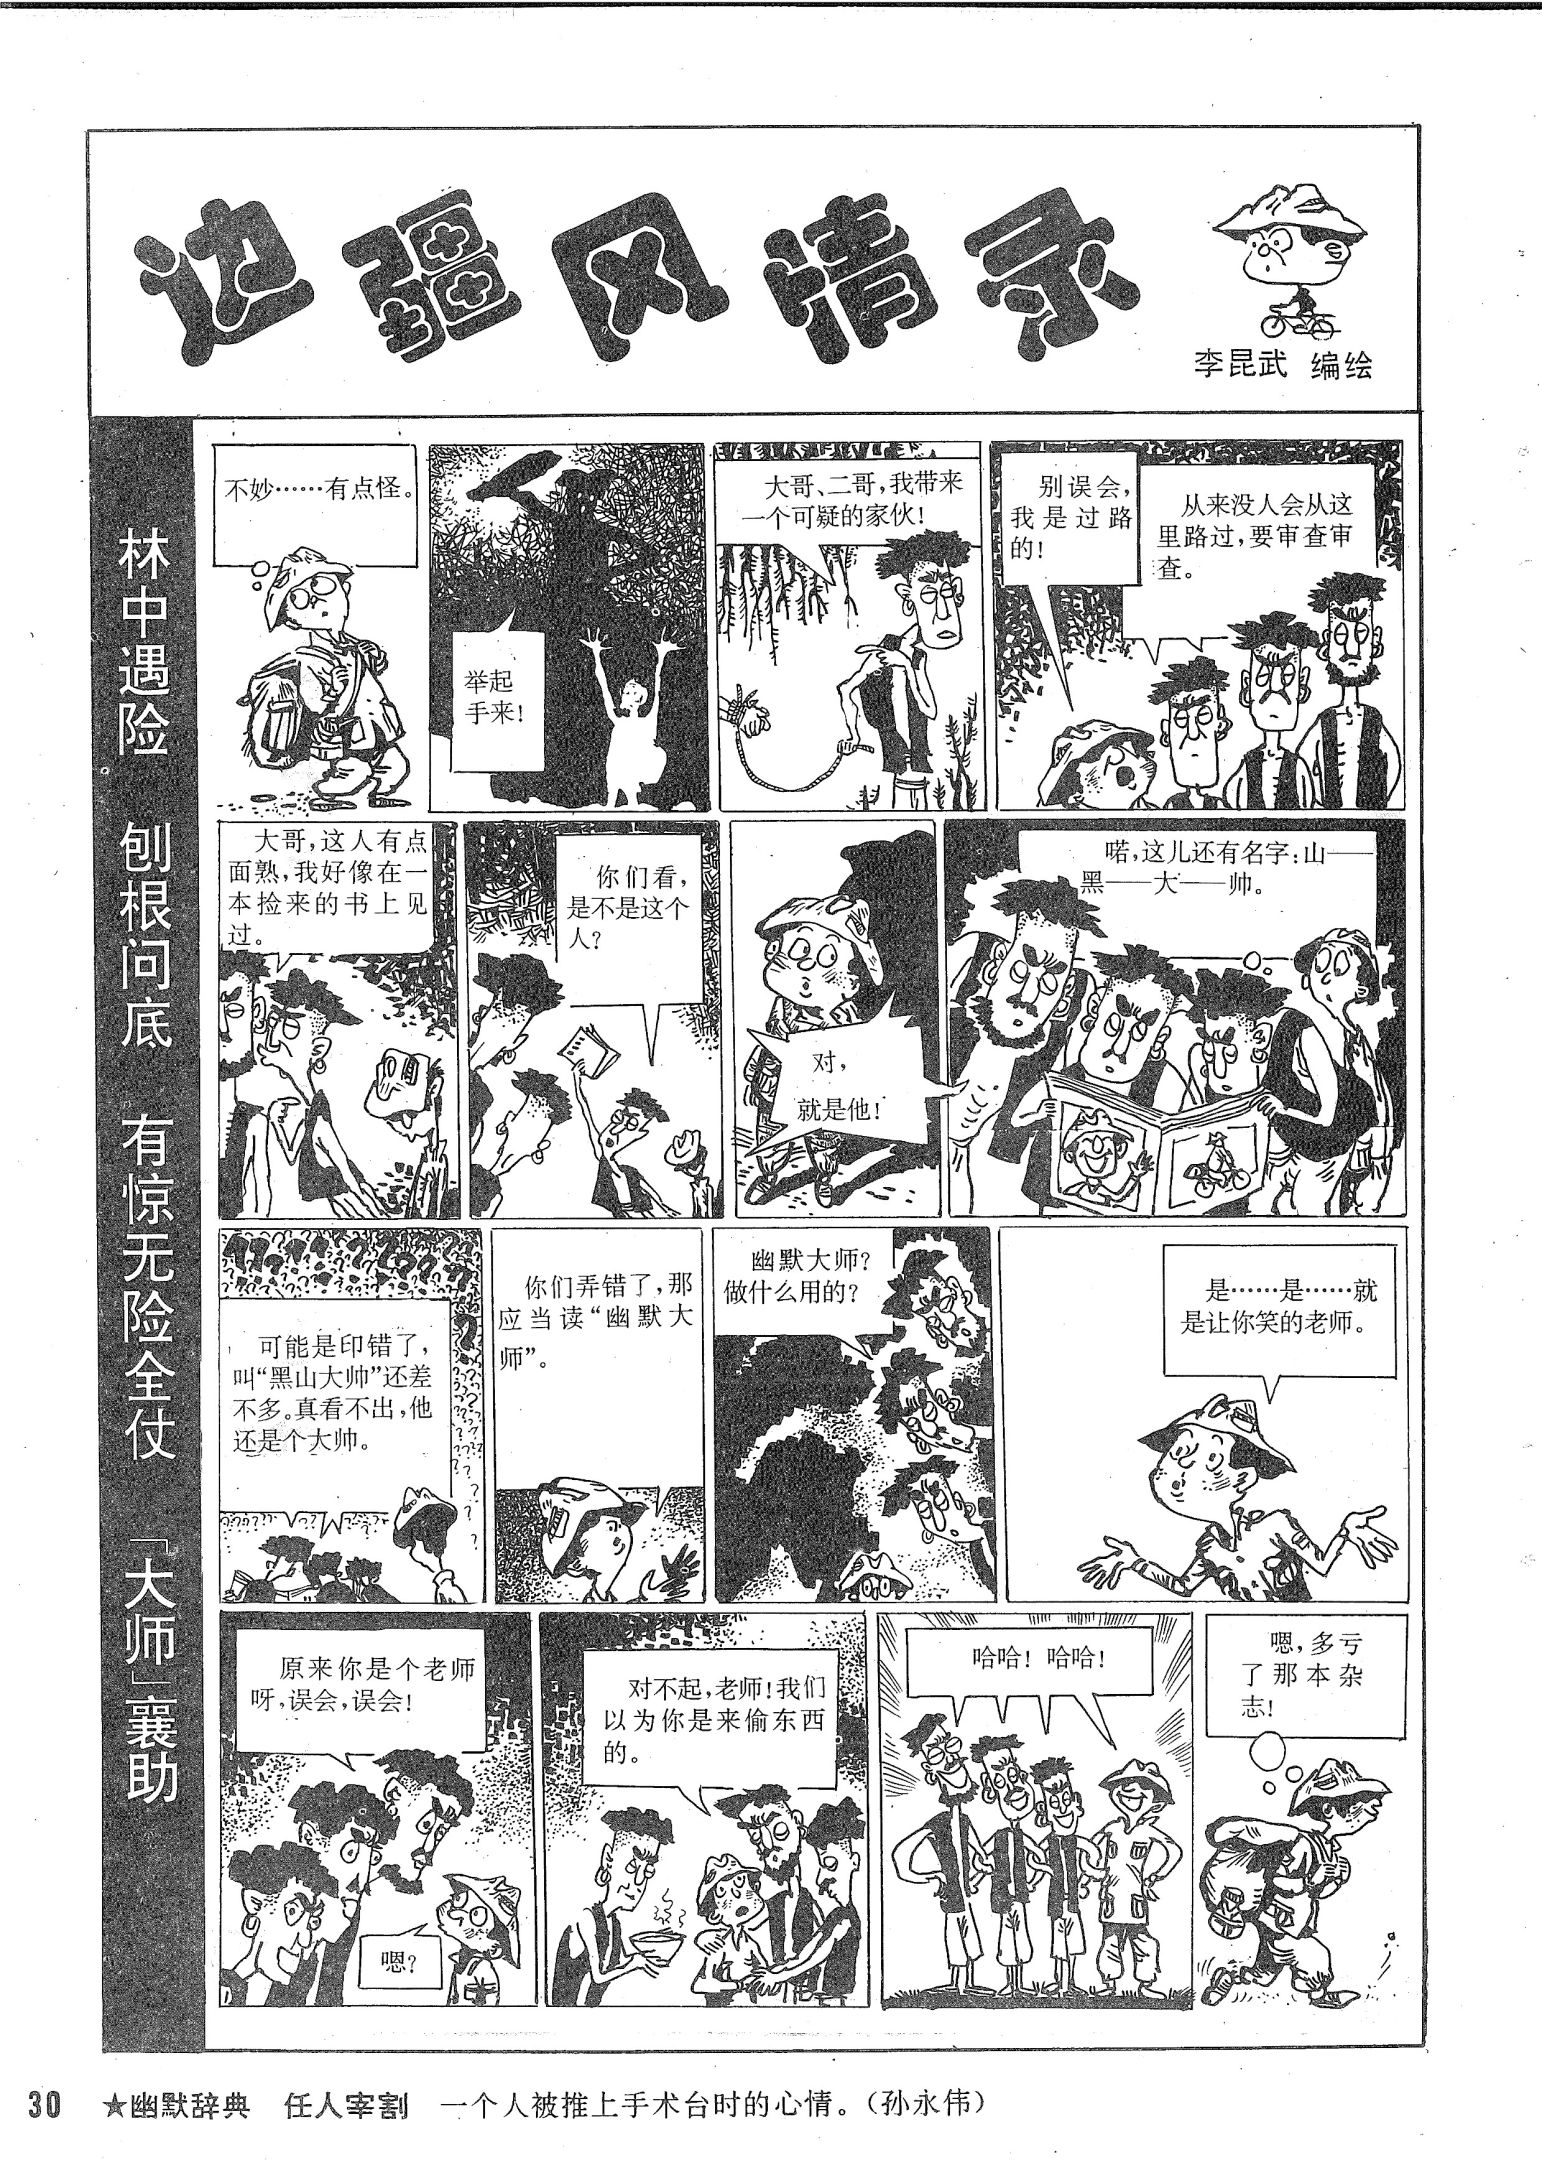 边疆风情录
李昆武 编绘
林中遇险 刨根问底 有惊无险全仗 「大师」襄助
不妙……有点怪。
举起
手来！
大哥、二哥，我带来
一个可疑的家伙！
别误会，
我是过路
的！
从来没人会从这
里路过，要审查审
查。
大哥，这人有点
面熟，我好像在一
本捡来的书上见
过。
你们看，
是不是这个
人？
对，
就是他！
喏，这儿还有名字：山——
黑——大——帅。
可能是印错了，
叫“黑山大帅”还差
不多。真看不出，他
还是个大帅。
你们弄错了，那
应当读“幽默大
师”。
幽默大师？
做什么用的？
是……是……就
是让你笑的老师。
原来你是个老师
呀，误会，误会！
嗯？
对不起，老师！我们
以为你是来偷东西
的。
哈哈！哈哈！
嗯，多亏
了那本杂
志！
30 ★幽默辞典 任人宰割 一个人被推上手术台时的心情。（孙永伟）